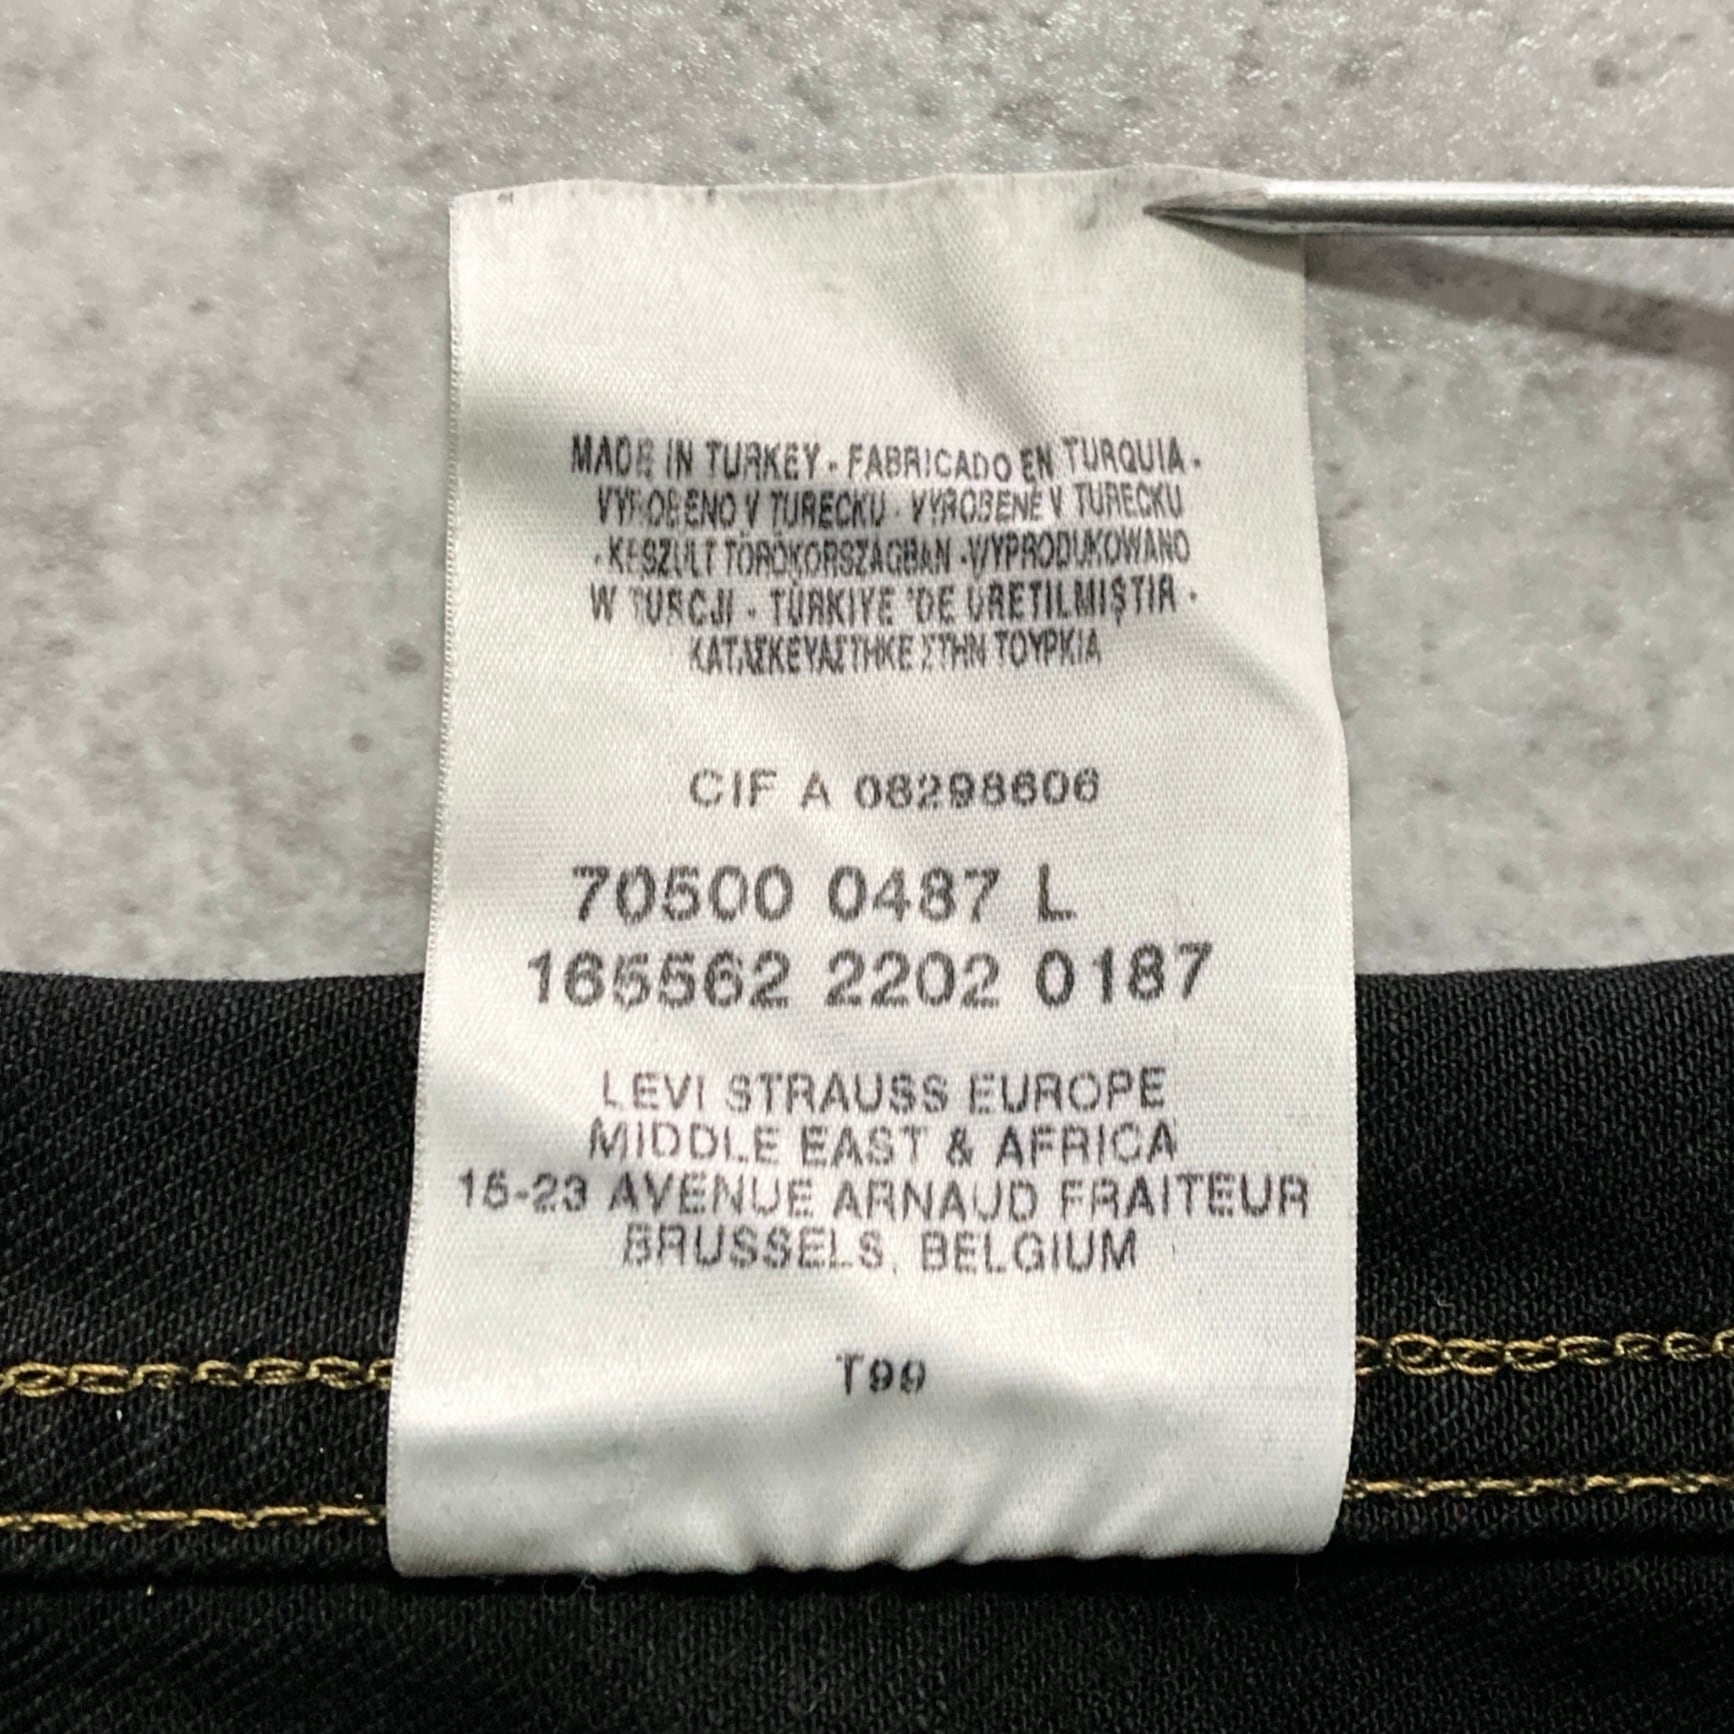 MADE IN TURKEY - FABRICADO EN TURQUIA -
VYROBENO V TURECKU - VYROBENÉ V TURECKU
- KESZULT TÖRÖKORSZAGBAN - WYPRODUKOWANO
W TURCJI - TÜRKIYE 'DE ÜRETILMIŞTIR -
ΚΑΤΑΣΚΕΥΑΣΤΗΚΕ ΣΤΗΝ ΤΟΥΡΚΙΑ
CIF A 08298606
70500 0487 L
165562 2202 0187
LEVI STRAUSS EUROPE
MIDDLE EAST & AFRICA
15-23 AVENUE ARNAUD FRAITEUR
BRUSSELS, BELGIUM
T99